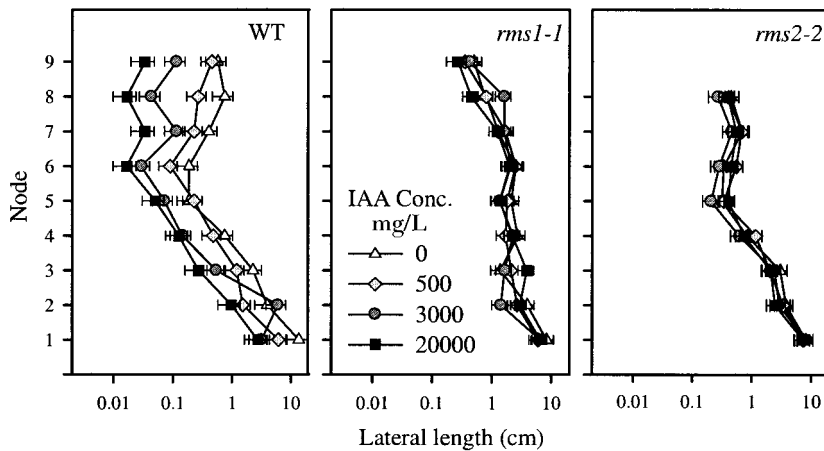 WT
rms1-1
rms2-2
Node
9
8
7
6
5
4
3
2
1
IAA Conc.
mg/L
0
500
3000
20000
0.01 0.1 1 10
0.01 0.1 1 10
0.01 0.1 1 10
Lateral length (cm)